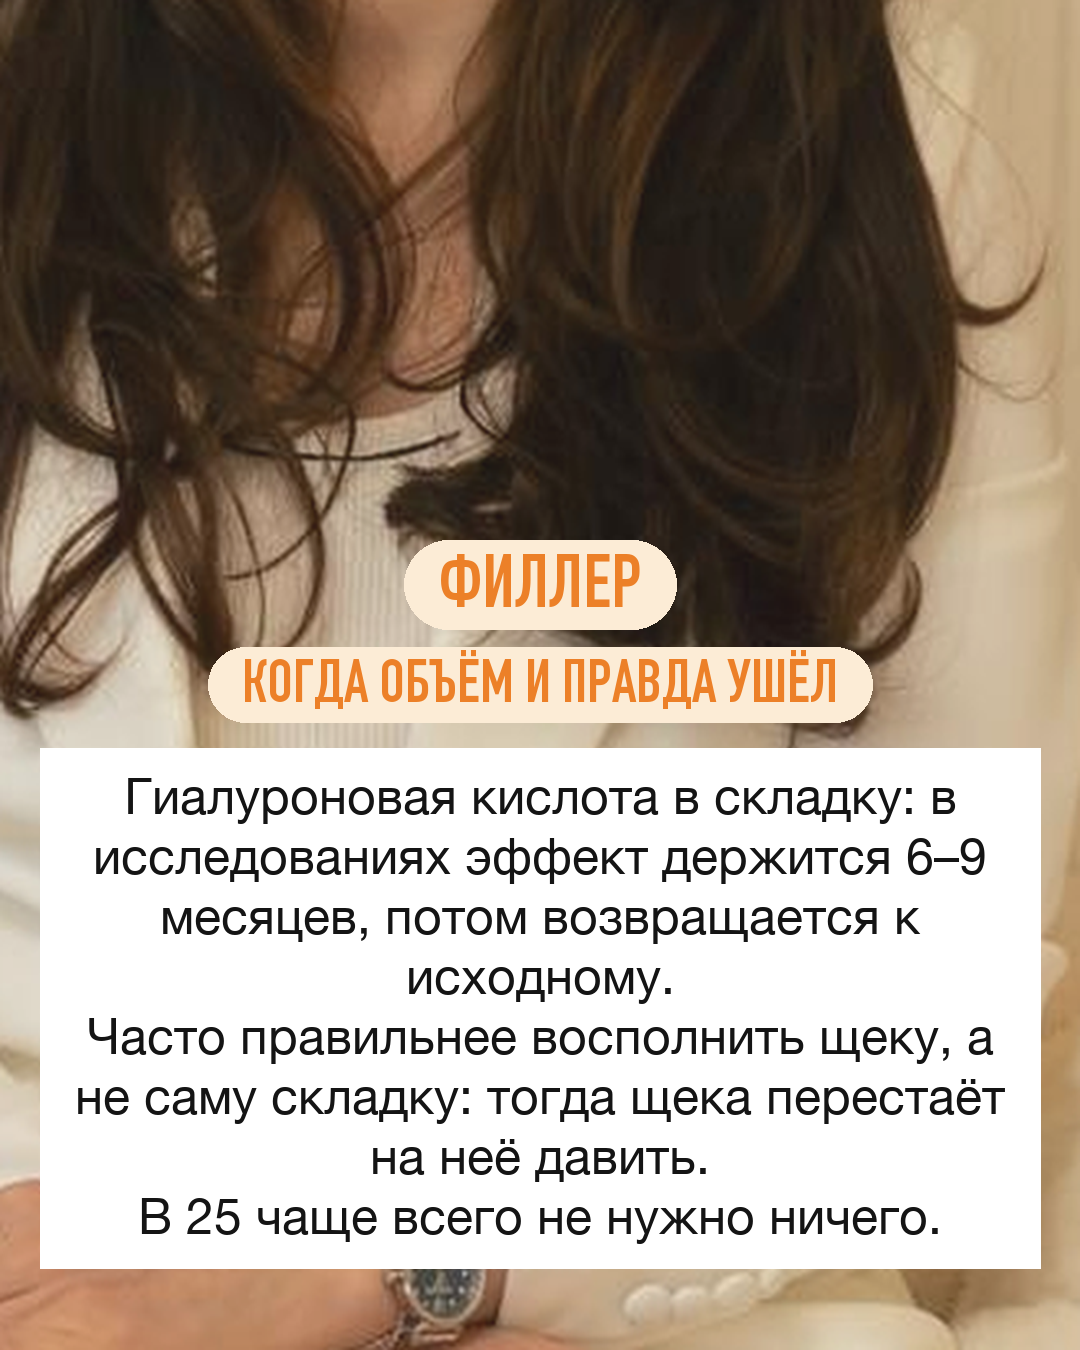 ФИЛЛЕР
КОГДА ОБЪЁМ И ПРАВДА УШЁЛ
Гиалуроновая кислота в складку: в
исследованиях эффект держится 6–9
месяцев, потом возвращается к
исходному.
Часто правильнее восполнить щеку, а
не саму складку: тогда щека перестаёт
на неё давить.
В 25 чаще всего не нужно ничего.